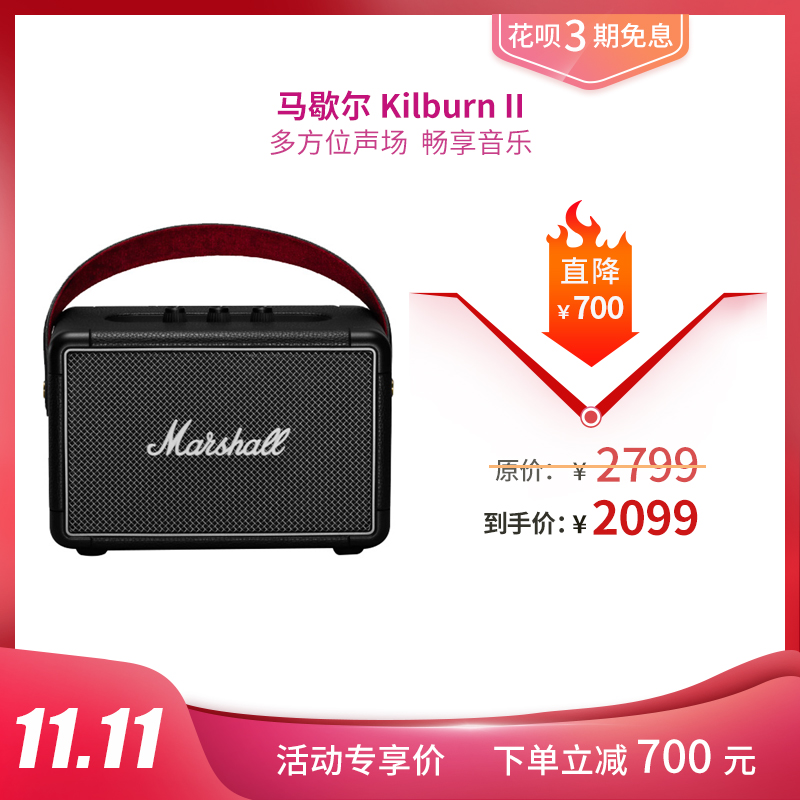 花呗3期免息
马歇尔 Kilburn II
多方位声场 畅享音乐
直降
¥700
Marshall
原价：¥2799
到手价：¥2099
11.11
活动专享价 下单立减 700 元